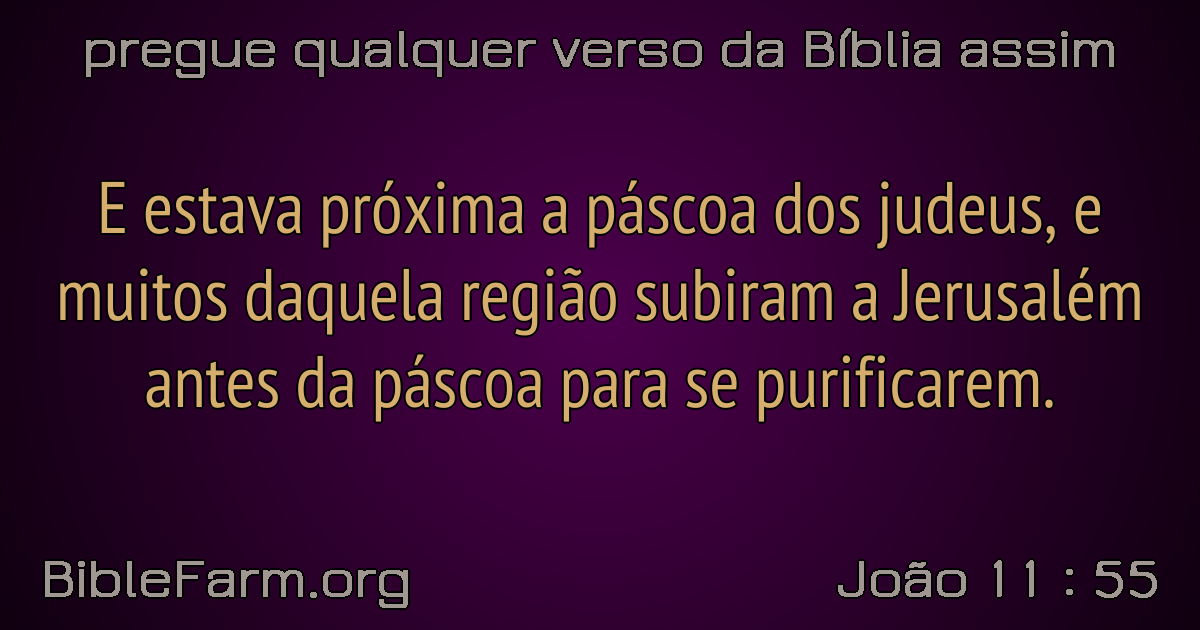 pregue qualquer verso da Bíblia assim
E estava próxima a páscoa dos judeus, e
muitos daquela região subiram a Jerusalém
antes da páscoa para se purificarem.
BibleFarm.org
João 11 : 55